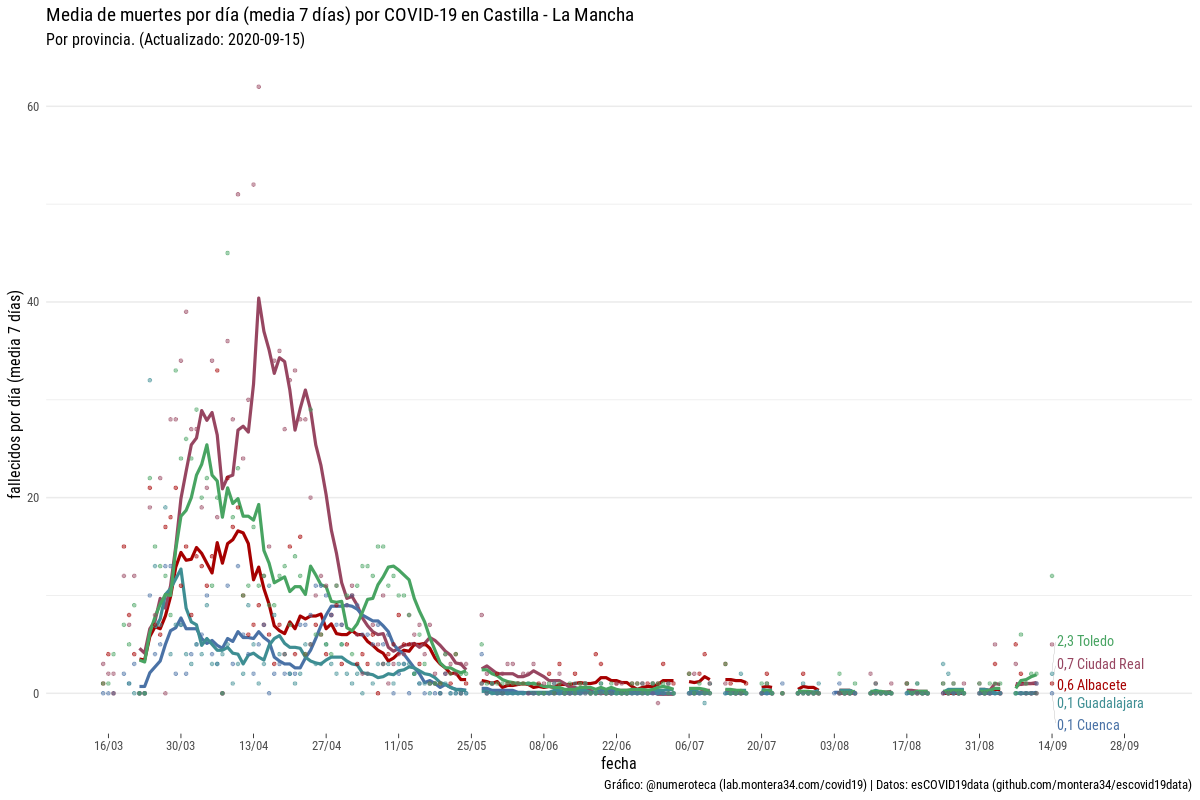 Media de muertes por día (media 7 días) por COVID-19 en Castilla - La Mancha
Por provincia. (Actualizado: 2020-09-15)
fallecidos por día (media 7 días)
60
40
20
0
2,3 Toledo
0,7 Ciudad Real
0,6 Albacete
0,1 Guadalajara
0,1 Cuenca
16/03 30/03 13/04 27/04 11/05 25/05 08/06 22/06 06/07 20/07 03/08 17/08 31/08 14/09 28/09
fecha
Gráfico: @numeroteca (lab.montera34.com/covid19) | Datos: esCOVID19data (github.com/montera34/escovid19data)